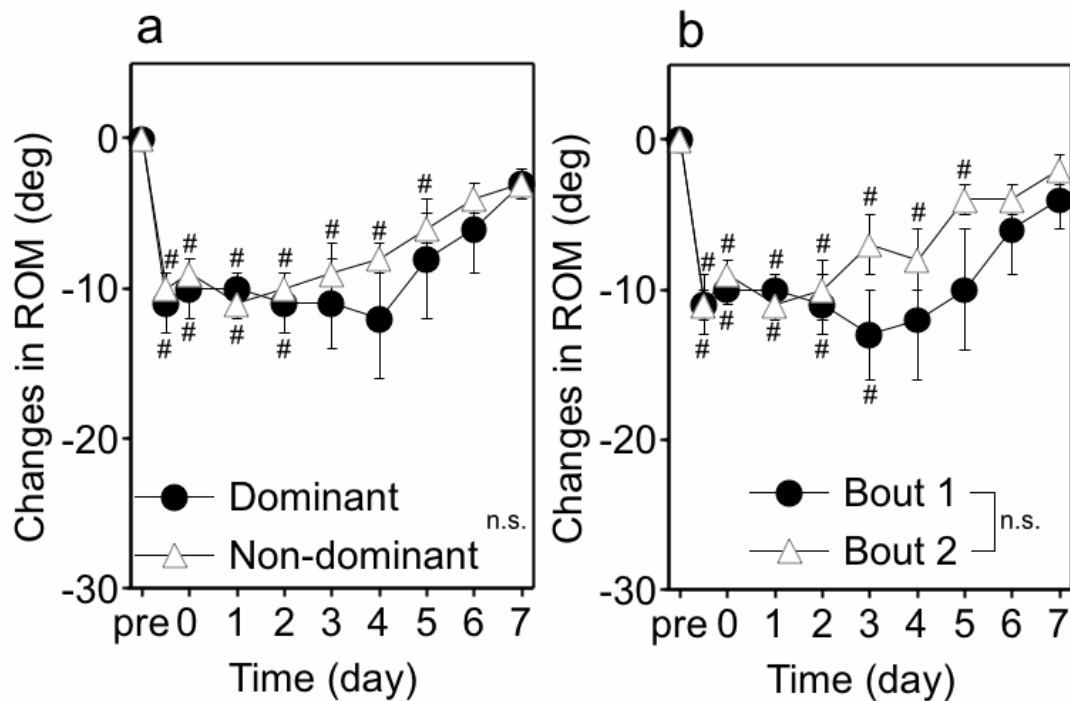 a
Changes in ROM (deg)
0
-10
-20
-30
# # # # # # #
# # # #
Dominant
Non-dominant
n.s.
pre 0 1 2 3 4 5 6 7
Time (day)
b
Changes in ROM (deg)
0
-10
-20
-30
# # # # # # #
# # # # #
Bout 1
Bout 2
n.s.
pre 0 1 2 3 4 5 6 7
Time (day)